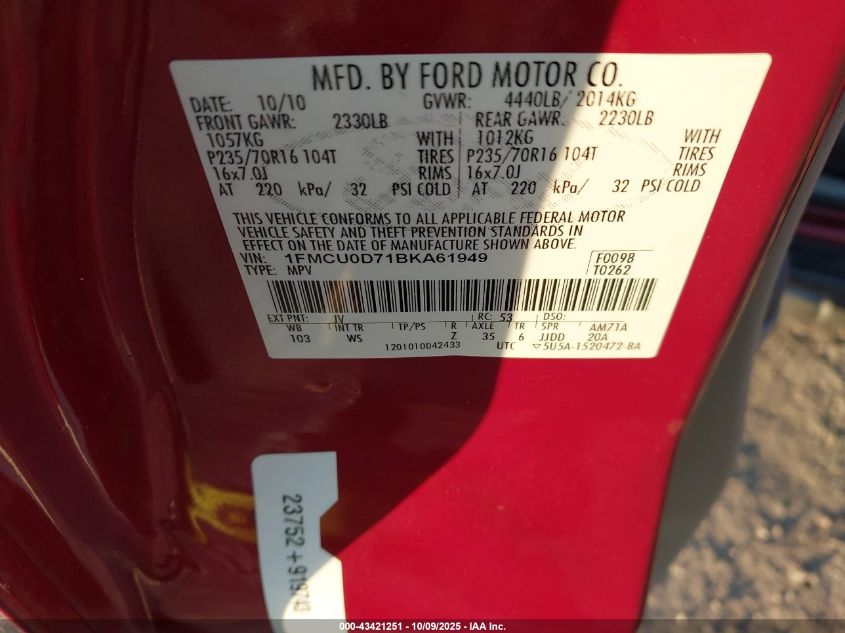 MFD. BY FORD MOTOR CO.
DATE: 10/10 GVWR: 4440LB/ 2014KG
FRONT GAWR: 2330LB REAR GAWR: 2230LB
1057KG WITH 1012KG WITH
P235/70R16 104T TIRES P235/70R16 104T TIRES
16x7.0J RIMS 16x7.0J RIMS
AT 220 kPa/ 32 PSI COLD AT 220 kPa/ 32 PSI COLD
THIS VEHICLE CONFORMS TO ALL APPLICABLE FEDERAL MOTOR
VEHICLE SAFETY AND THEFT PREVENTION STANDARDS IN
EFFECT ON THE DATE OF MANUFACTURE SHOWN ABOVE.
VIN: 1FMCU0D71BKA61949 F0098
TYPE: MPV T0262
EXT PNT: JV RC: 53 DSO:
WB INT TR TP/PS R AXLE TR SPR AM71A
103 WS Z 35 6 JJDD 20A
1201010042433 UTC ▽5U5A-1520472-BA
23752+919743
000-43421251 | 10/09/2025 | IAA Inc.